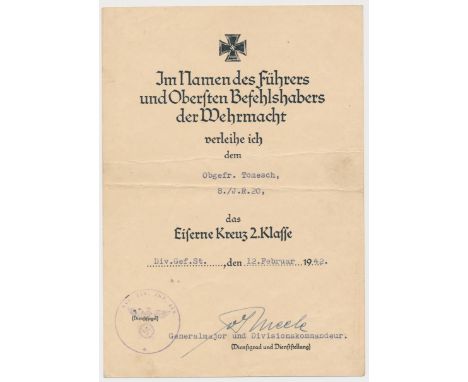 Im Namen des Führers
und Obersten Befehlshabers
der Wehrmacht
verleihe ich
dem
Obgefr. Tomesch,
8./J.R.20,
das
Eiserne Kreuz 2. Klasse
Div.Gef.St. ,den 12.Februar 1942.
(Dienstsiegel)
Generalmajor und Divisionskommandeur.
(Dienstgrad und Dienststellung)